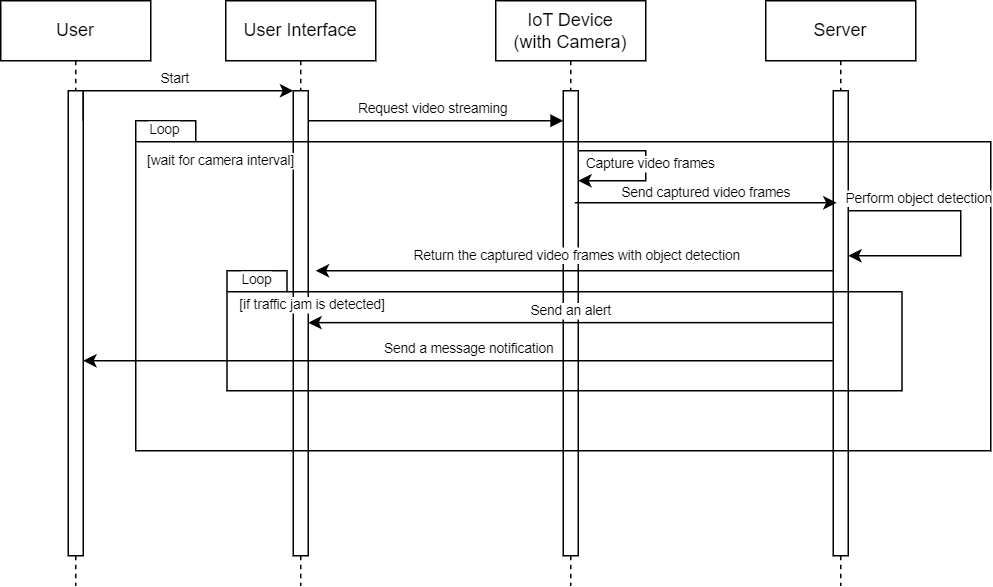 User
User Interface
IoT Device
(with Camera)
Server
Start
Request video streaming
Loop
[wait for camera interval]
Capture video frames
Send captured video frames
Perform object detection
Return the captured video frames with object detection
Loop
[if traffic jam is detected]
Send an alert
Send a message notification